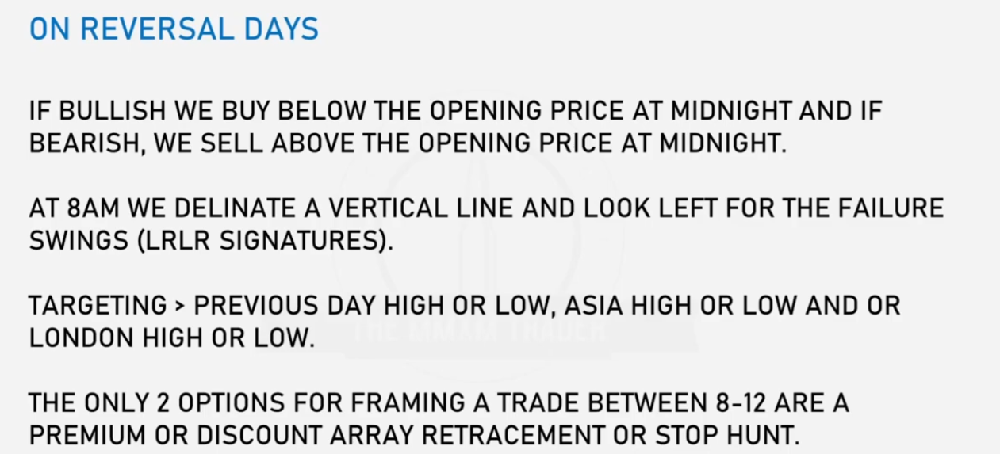 ON REVERSAL DAYS
IF BULLISH WE BUY BELOW THE OPENING PRICE AT MIDNIGHT AND IF
BEARISH, WE SELL ABOVE THE OPENING PRICE AT MIDNIGHT.
AT 8AM WE DELINATE A VERTICAL LINE AND LOOK LEFT FOR THE FAILURE
SWINGS (LRLR SIGNATURES).
TARGETING > PREVIOUS DAY HIGH OR LOW, ASIA HIGH OR LOW AND OR
LONDON HIGH OR LOW.
THE ONLY 2 OPTIONS FOR FRAMING A TRADE BETWEEN 8-12 ARE A
PREMIUM OR DISCOUNT ARRAY RETRACEMENT OR STOP HUNT.
THE TRADER